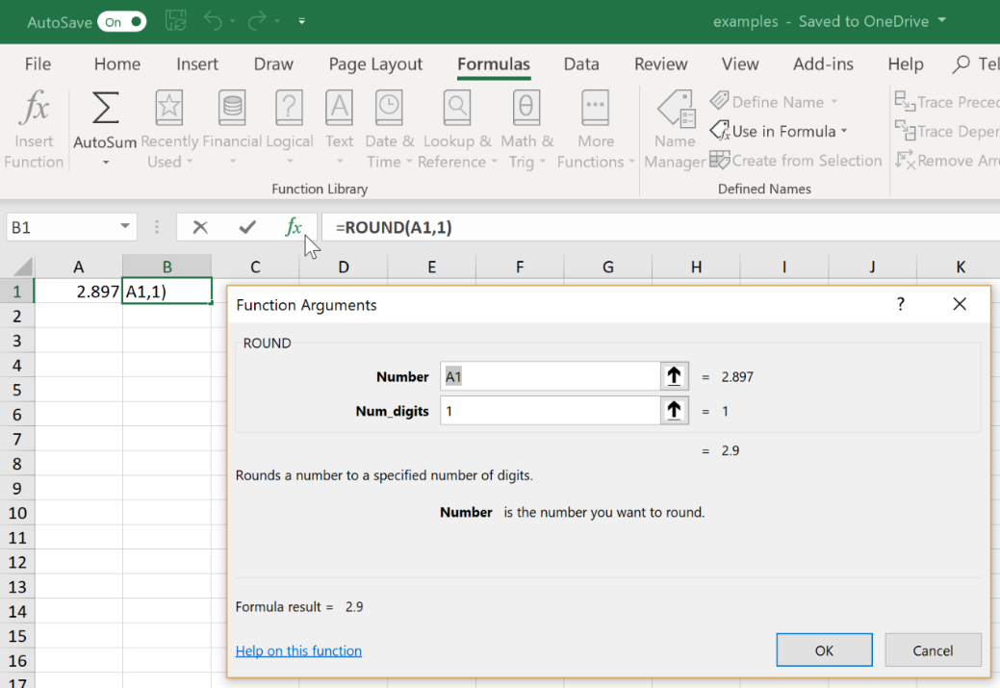 AutoSave On examples - Saved to OneDrive
File Home Insert Draw Page Layout Formulas Data Review View Add-ins Help
Insert Function
AutoSum
Recently Used
Financial
Logical
Text
Date & Time
Lookup & Reference
Math & Trig
More Functions
Function Library
Name Manager
Define Name
Use in Formula
Create from Selection
Defined Names
Trace
Trace
Remove
B1 fx =ROUND(A1,1)
A B C D E F G H I J K
1 2.897 A1,1)
2
3
4
5
6
7
8
9
10
11
12
13
14
15
16
17
Function Arguments ? 
ROUND
Number A1 = 2.897
Num_digits 1 = 1
= 2.9
Rounds a number to a specified number of digits.
Number is the number you want to round.
Formula result = 2.9
Help on this function
OK Cancel